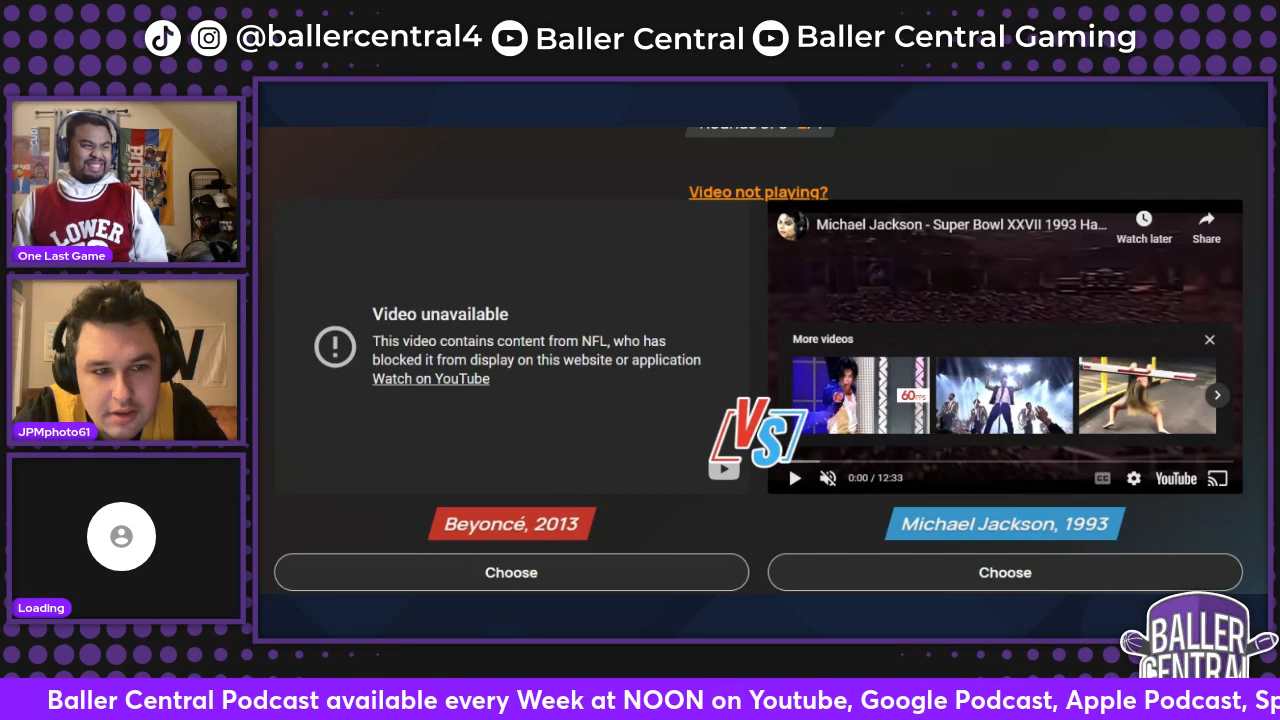 @ballercentral4 Baller Central Baller Central Gaming
Video not playing?
Michael Jackson - Super Bowl XXVII 1993 Ha...
Watch later
Share
LOWER
One Last Game
Video unavailable
This video contains content from NFL, who has
blocked it from display on this website or application
Watch on YouTube
More videos
60FPS
VS
JPMphoto61
0:00 / 12:33
CC
YouTube
Beyoncé, 2013
Michael Jackson, 1993
Choose
Choose
Loading
BALLER
CENTRAL
Baller Central Podcast available every Week at NOON on Youtube, Google Podcast, Apple Podcast, Sp